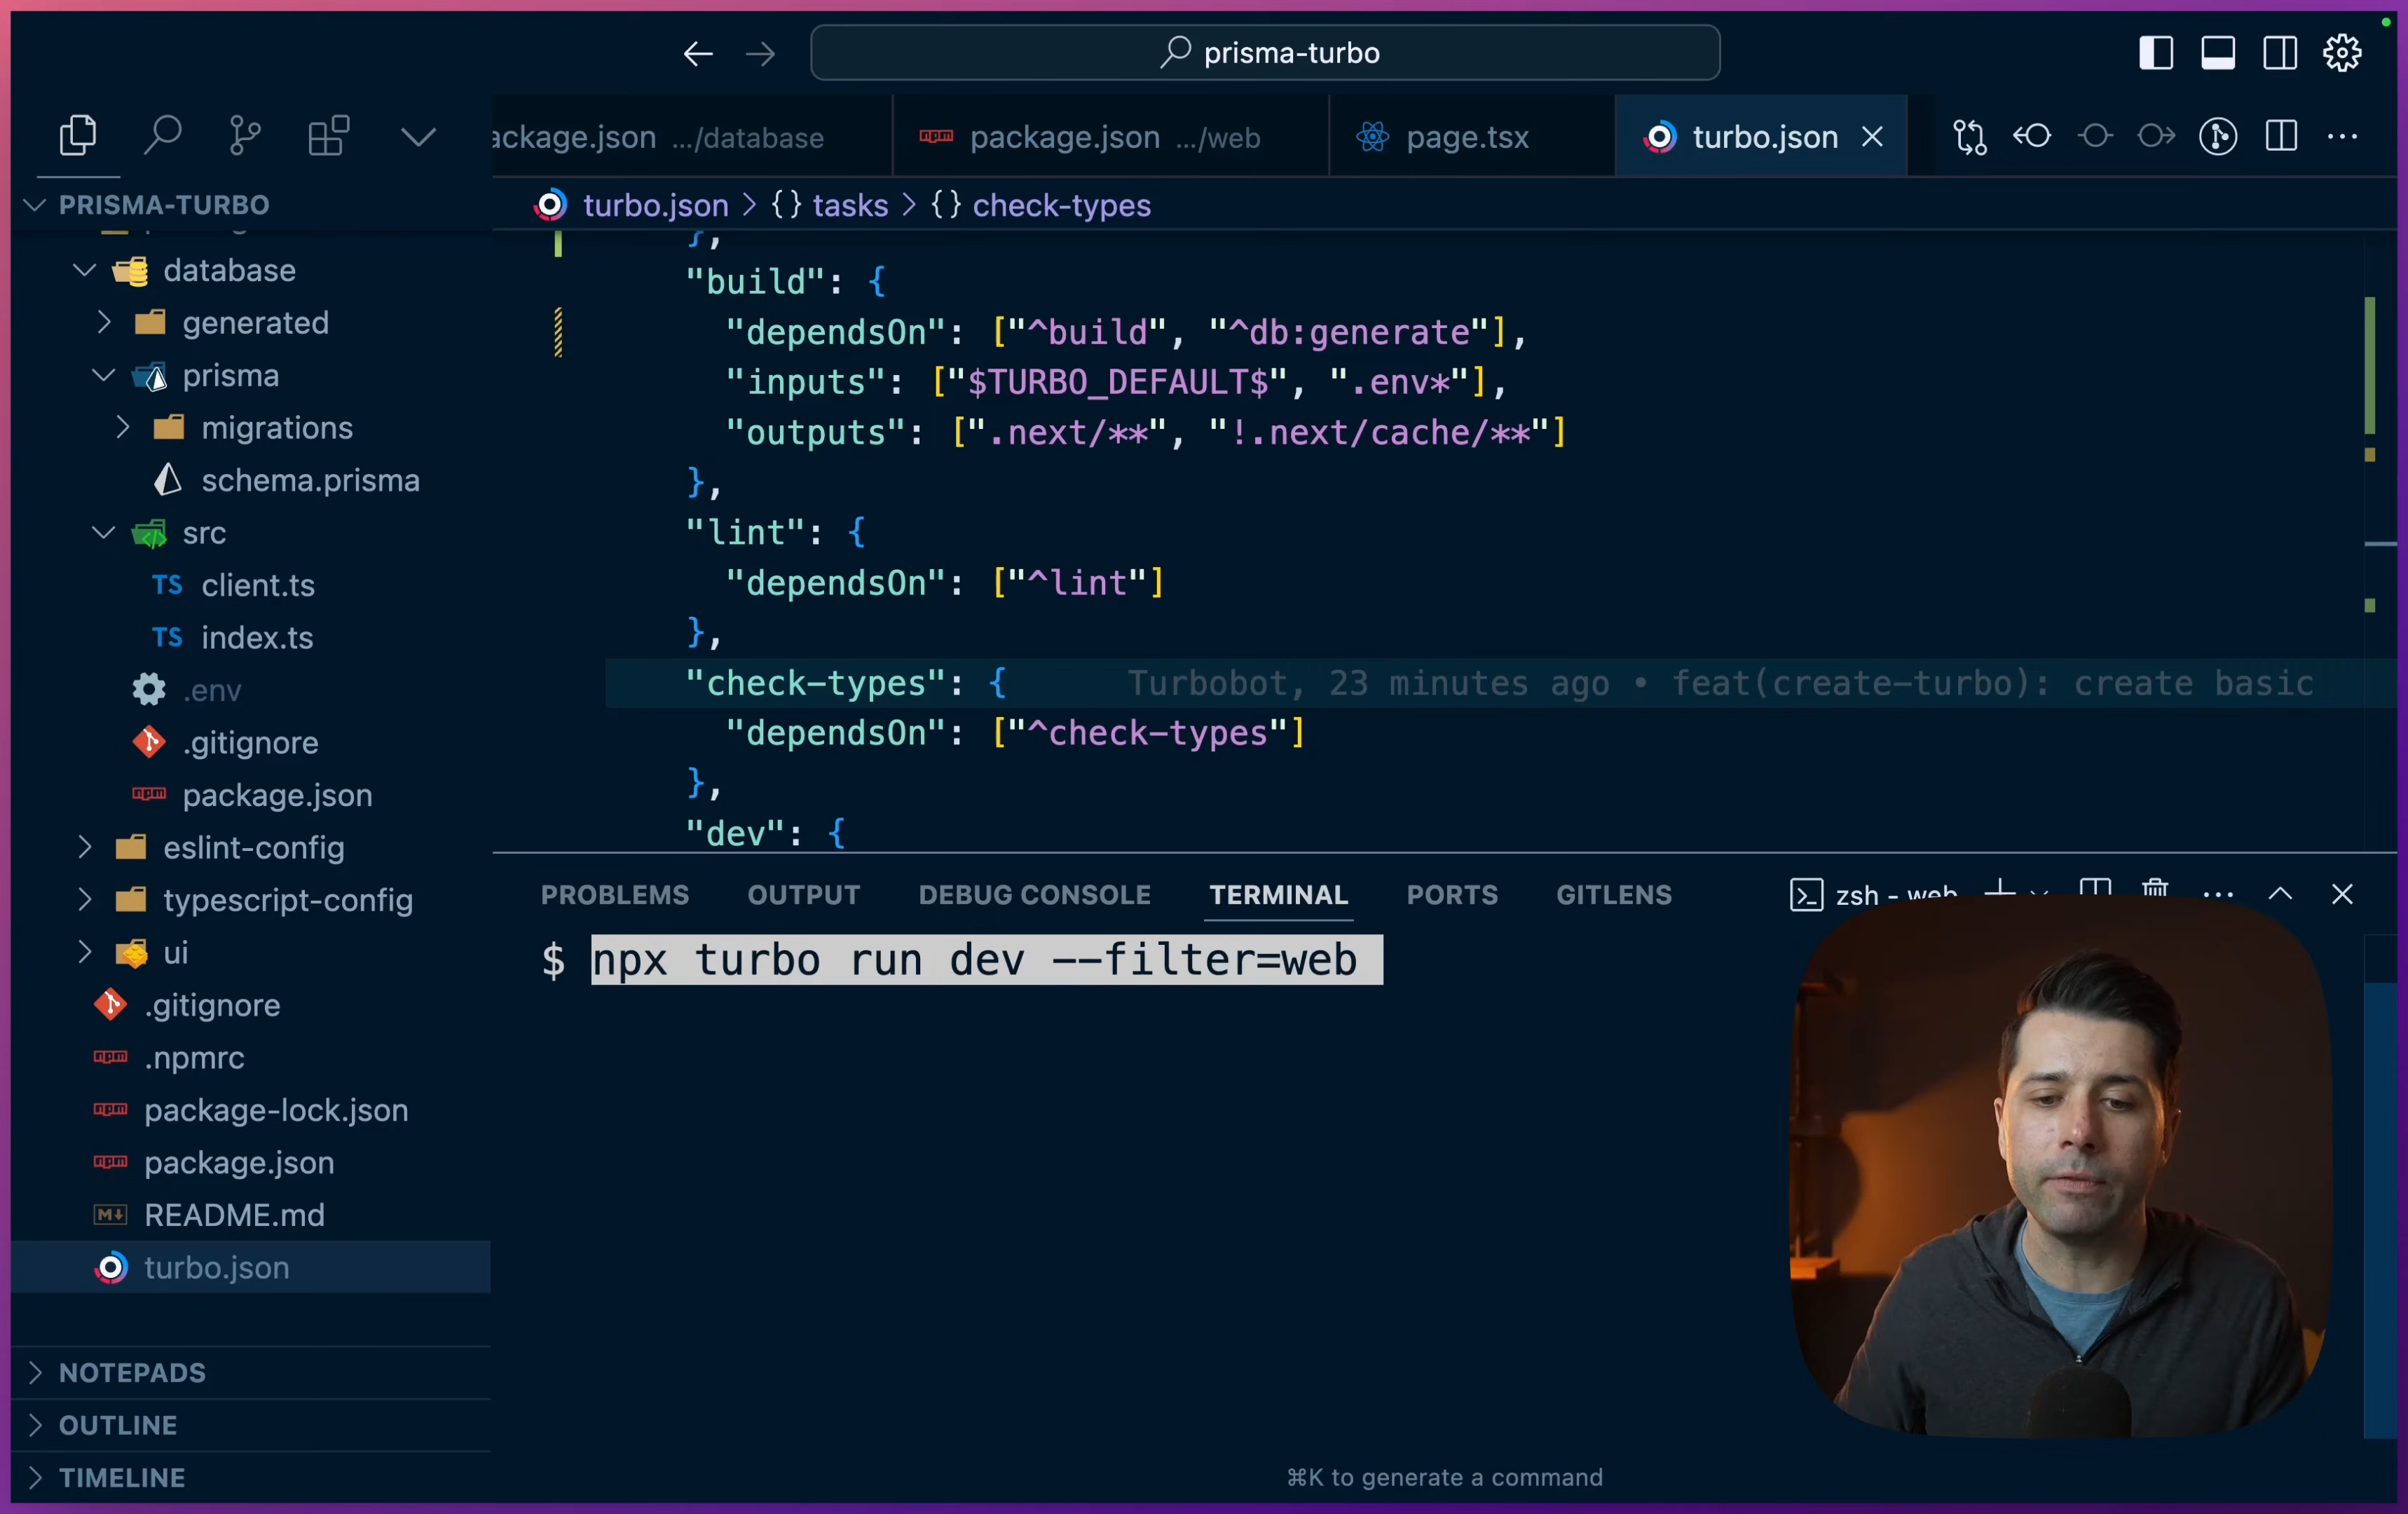 prisma-turbo
ackage.json …/database
package.json …/web
page.tsx
turbo.json
PRISMA-TURBO
turbo.json > {} tasks > {} check-types
database
generated
prisma
migrations
schema.prisma
src
TS client.ts
TS index.ts
.env
.gitignore
package.json
eslint-config
typescript-config
ui
.gitignore
.npmrc
package-lock.json
package.json
README.md
turbo.json
NOTEPADS
OUTLINE
TIMELINE
},
"build": {
"dependsOn": ["^build", "^db:generate"],
"inputs": ["$TURBO_DEFAULT$", ".env*"],
"outputs": [".next/**", "!.next/cache/**"]
},
"lint": {
"dependsOn": ["^lint"]
},
"check-types": { Turbobot, 23 minutes ago • feat(create-turbo): create basic
"dependsOn": ["^check-types"]
},
"dev": {
PROBLEMS OUTPUT DEBUG CONSOLE TERMINAL PORTS GITLENS zsh - web
$ npx turbo run dev --filter=web
⌘K to generate a command